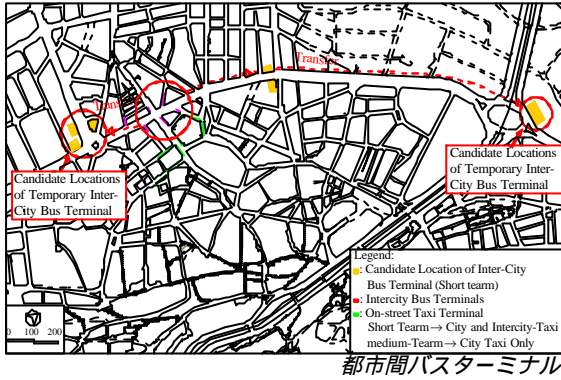 Transfer
Trans
Candidate Locations
of Temporary Inter-
City Bus Terminal
Candidate Locations
of Temporary Inter-
City Bus Terminal
Legend:
: Candidate Location of Inter-City
Bus Terminal (Short tearm)
: Intercity Bus Terminals
: On-street Taxi Terminal
Short Tearm→ City and Intercity-Taxi
medium-Tearm→ City Taxi Only
0 100 200
都市間バスターミナル